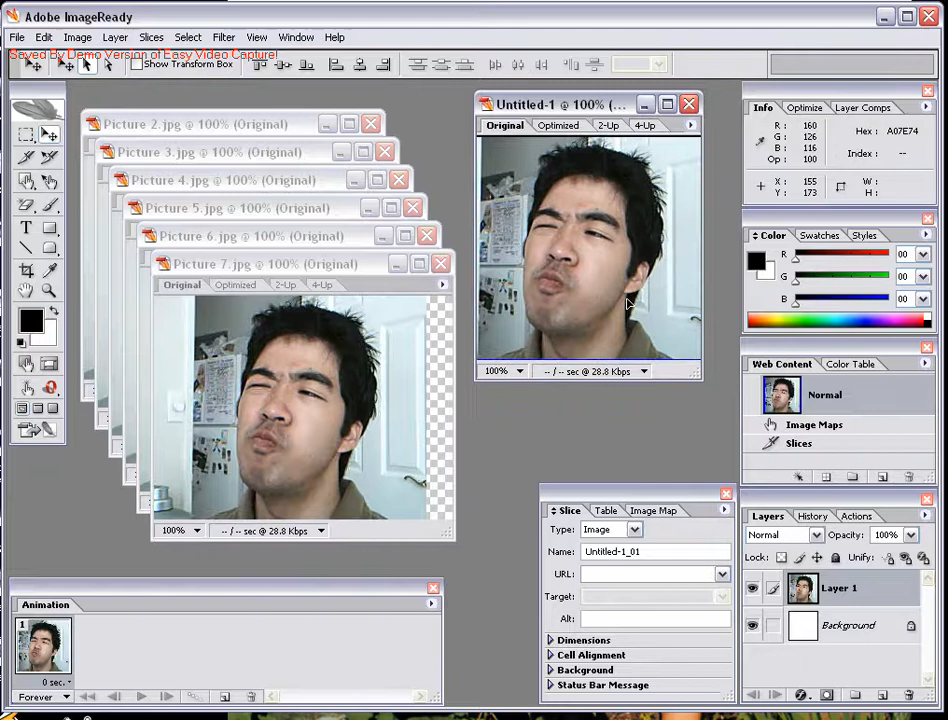 Adobe ImageReady
File Edit Image Layer Slices Select Filter View Window Help
Saved By Demo Version of Easy Video Capture!
Show Transform Box
Picture 2.jpg @ 100% (Original)
Picture 3.jpg @ 100% (Original)
Picture 4.jpg @ 100% (Original)
Picture 5.jpg @ 100% (Original)
Picture 6.jpg @ 100% (Original)
Picture 7.jpg @ 100% (Original)
Original Optimized 2-Up 4-Up
100% -- / -- sec @ 28.8 Kbps
Untitled-1 @ 100% (...
Original Optimized 2-Up 4-Up
100% -- / -- sec @ 28.8 Kbps
Info Optimize Layer Comps
R : 160 Hex : A07E74
G : 126
B : 116 Index : --
Op : 100
X : 155 W :
Y : 173 H :
Color Swatches Styles
R 00
G 00
B 00
Web Content Color Table
Normal
Image Maps
Slices
Slice Table Image Map
Type: Image
Name: Untitled-1_01
URL:
Target:
Alt:
Dimensions
Cell Alignment
Background
Status Bar Message
Layers History Actions
Normal Opacity: 100%
Lock: Unify:
Layer 1
Background
Animation
1
0 sec.
Forever